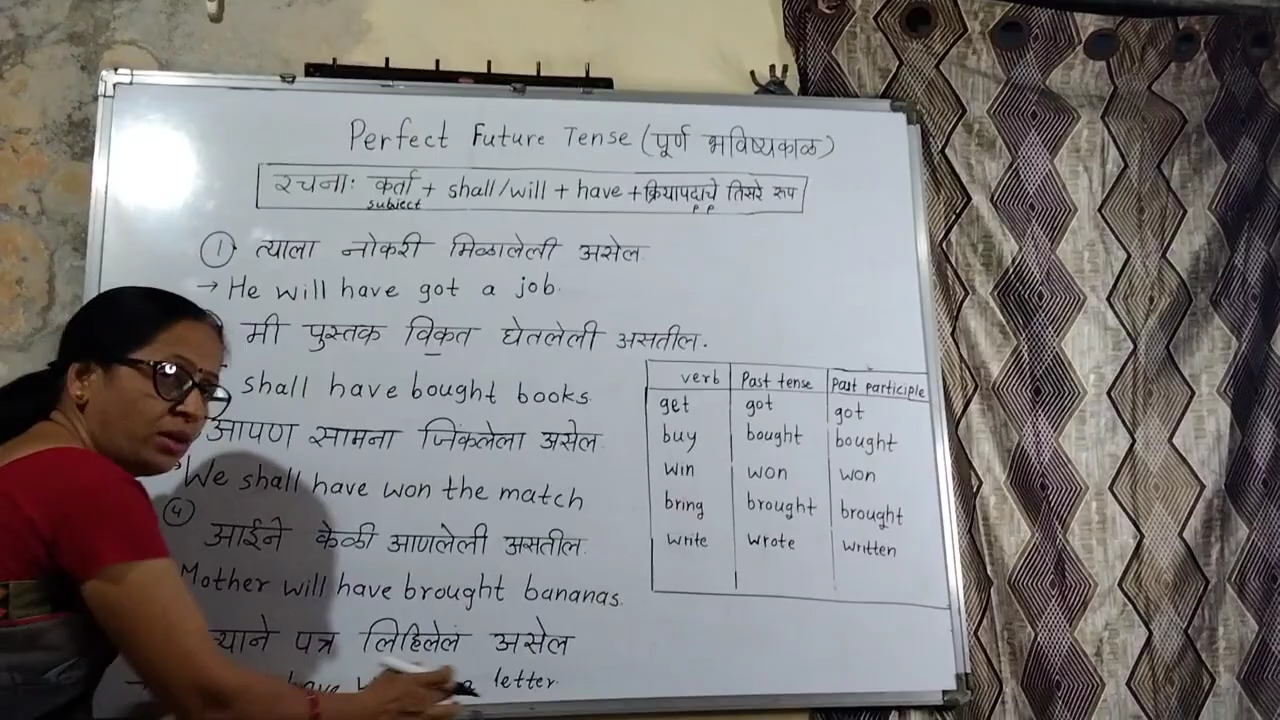 Perfect Future Tense (पूर्ण भविष्यकाळ)
रचना: कर्ता + shall/will + have + क्रियापदाचे तिसरे रुप
subject P P
① त्याला नोकरी मिळालेली असेल.
→ He will have got a job.
मी पुस्तक विकत घेतलेली असतील.
shall have bought books.
आपण सामना जिंकलेला असेल.
We shall have won the match
④ आईने केळी आणलेली असतील.
Mother will have brought bananas.
पत्र लिहिलेलं असेल
→ letter.
verb Past tense Past participle
get got got
buy bought bought
win won won
bring brought brought
write wrote written